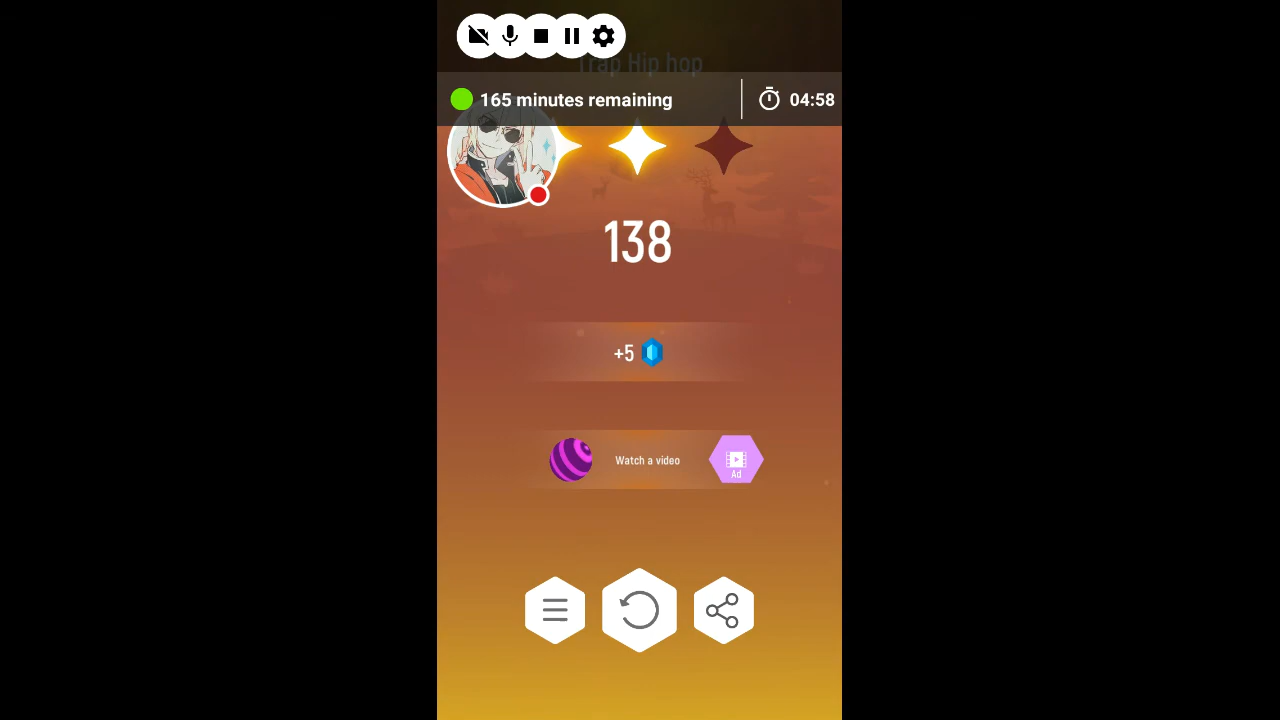 Trap Hip hop
165 minutes remaining
04:58
138
+5
Watch a video
Ad